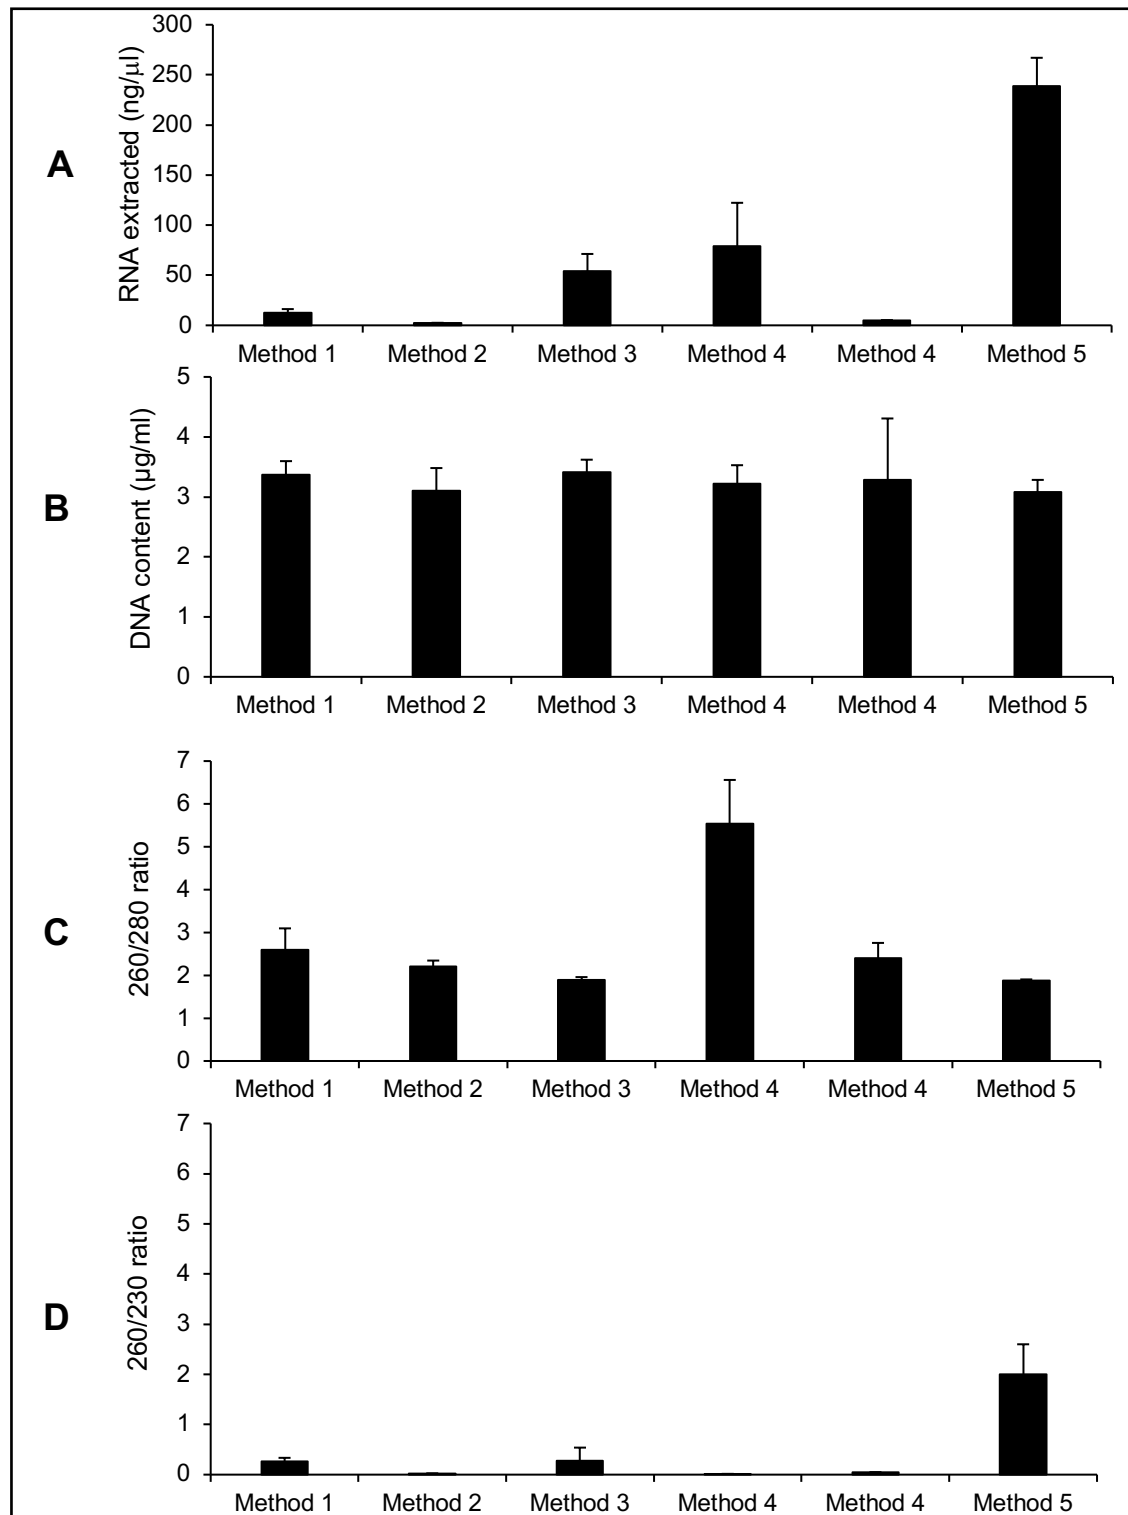 A
RNA extracted (ng/μl)
300
250
200
150
100
50
0
Method 1 Method 2 Method 3 Method 4 Method 4 Method 5
B
DNA content (μg/ml)
5
4
3
2
1
0
Method 1 Method 2 Method 3 Method 4 Method 4 Method 5
C
260/280 ratio
7
6
5
4
3
2
1
0
Method 1 Method 2 Method 3 Method 4 Method 4 Method 5
D
260/230 ratio
7
6
5
4
3
2
1
0
Method 1 Method 2 Method 3 Method 4 Method 4 Method 5